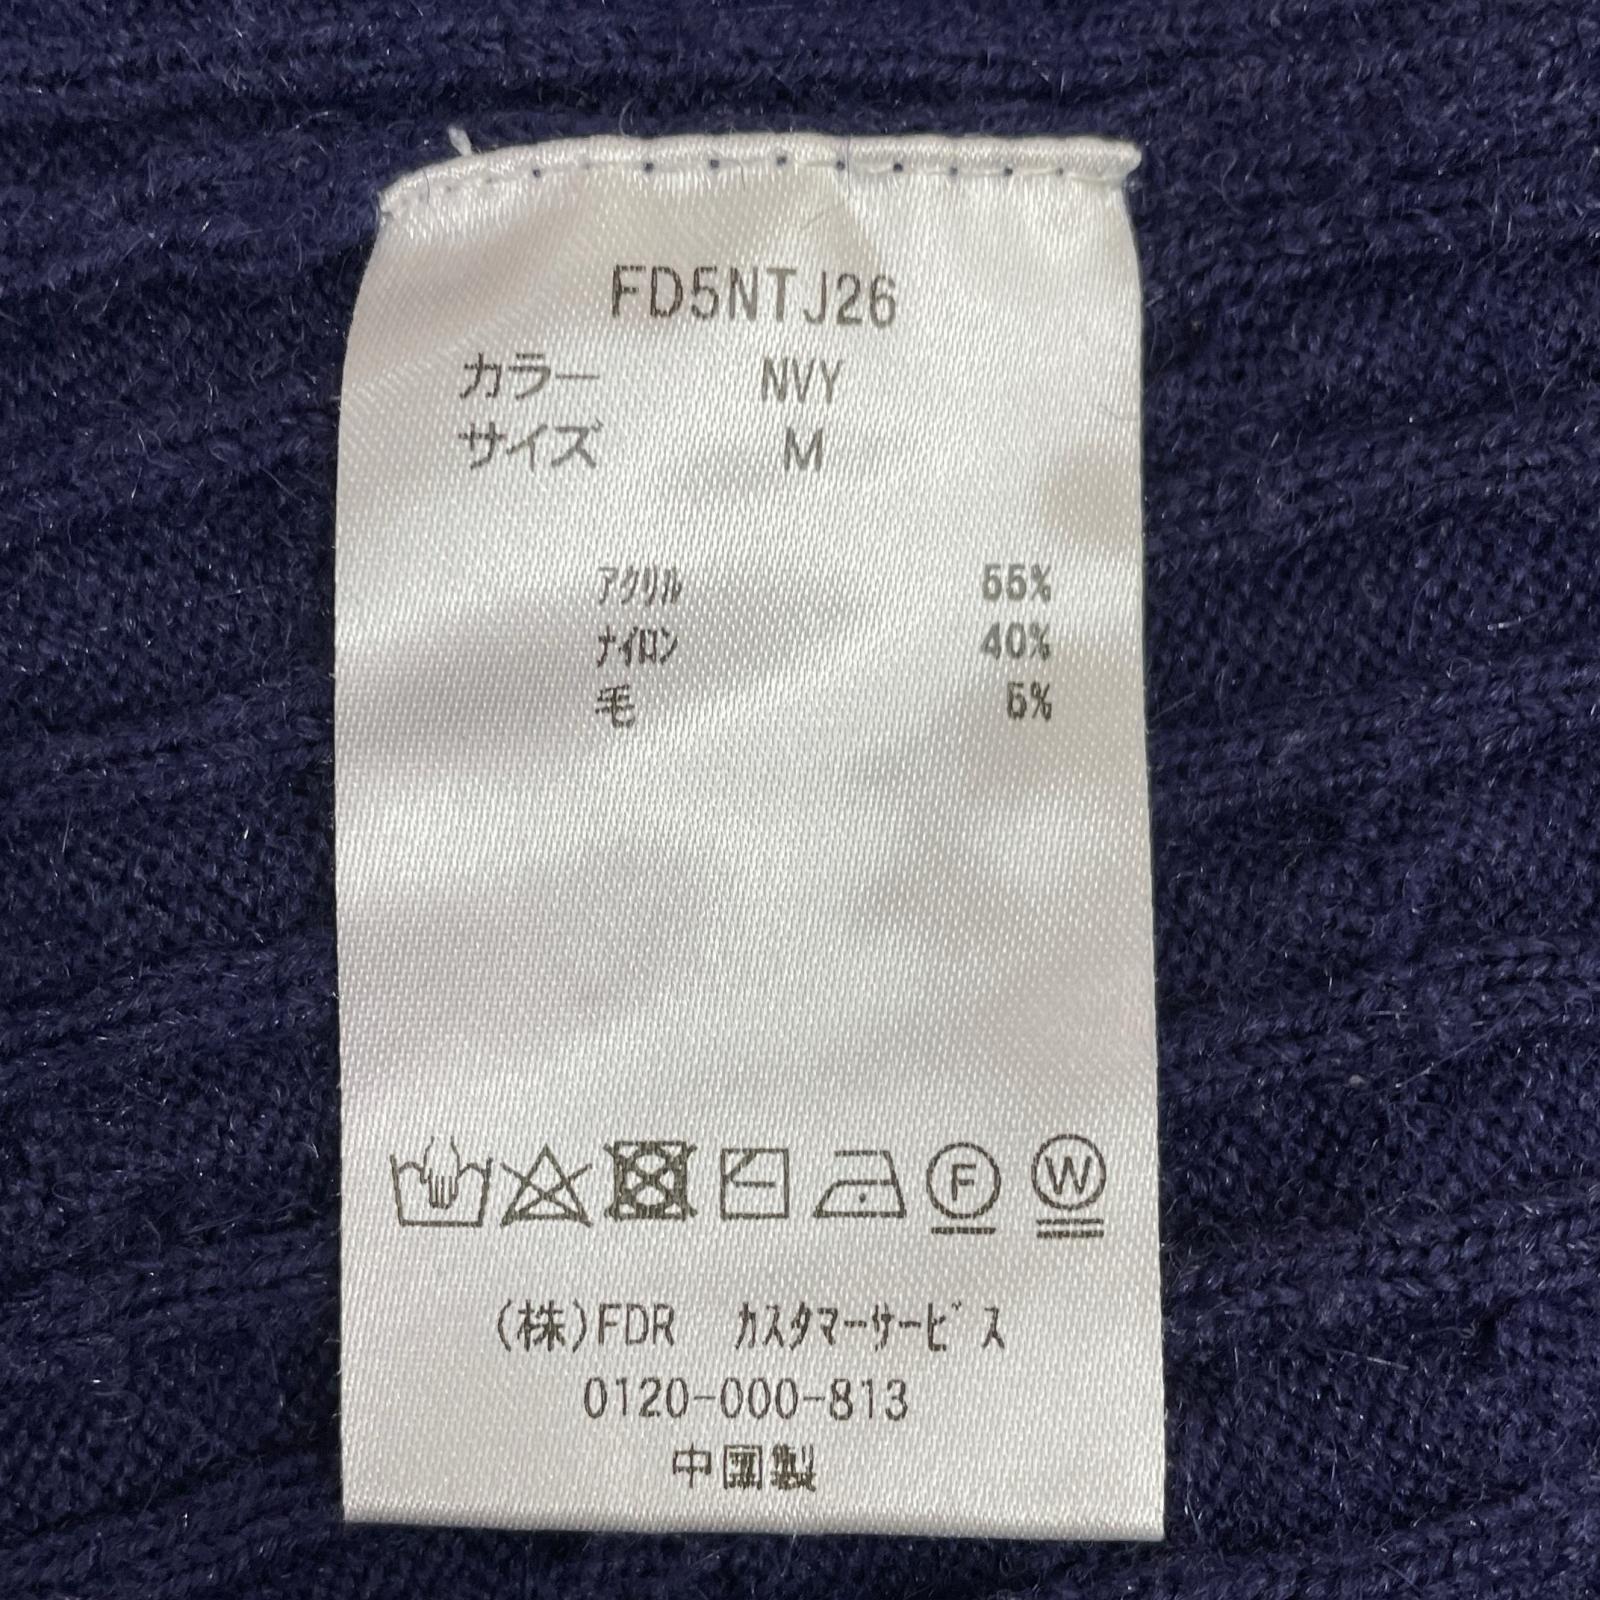 FD5NTJ26
カラー NVY
サイズ M
ｱｸﾘﾙ 55%
ﾅｲﾛﾝ 40%
毛 5%
F W
(株)FDR ｶｽﾀﾏｰｻｰﾋﾞｽ
0120-000-813
中国製